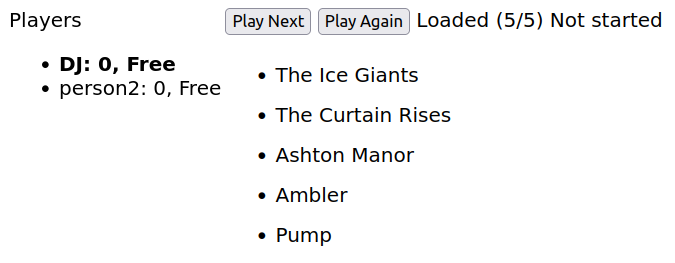 Players
DJ: 0, Free
person2: 0, Free
Play Next Play Again Loaded (5/5) Not started
The Ice Giants
The Curtain Rises
Ashton Manor
Ambler
Pump